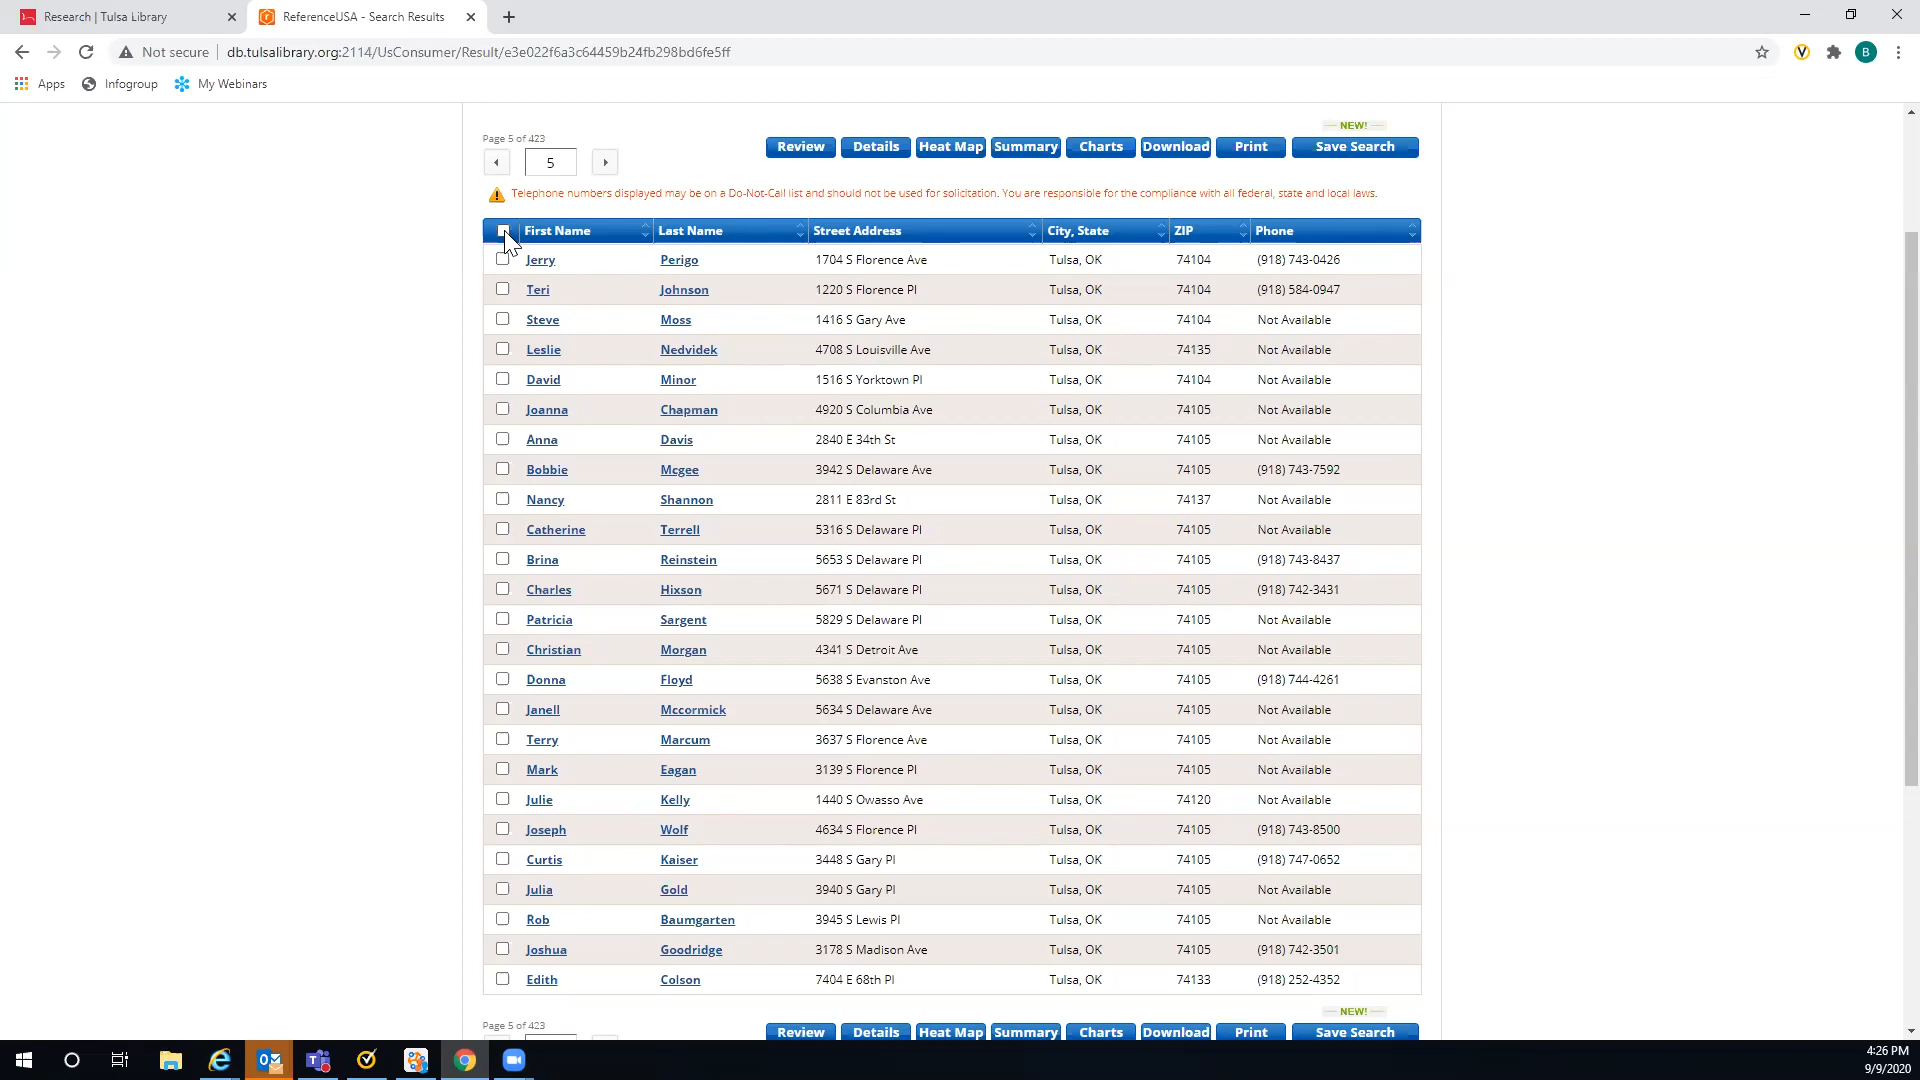 Research | Tulsa Library
ReferenceUSA - Search Results
Not secure
db.tulsalibrary.org:2114/UsConsumer/Result/e3e022f6a3c64459b24fb298bd6fe5ff
B
Apps
Infogroup
My Webinars
Page 5 of 423
5
NEW!
Review Details Heat Map Summary Charts Download Print Save Search
Telephone numbers displayed may be on a Do-Not-Call list and should not be used for solicitation. You are responsible for the compliance with all federal, state and local laws.
First Name Last Name Street Address City, State ZIP Phone
Jerry Perigo 1704 S Florence Ave Tulsa, OK 74104 (918) 743-0426
Teri Johnson 1220 S Florence Pl Tulsa, OK 74104 (918) 584-0947
Steve Moss 1416 S Gary Ave Tulsa, OK 74104 Not Available
Leslie Nedvidek 4708 S Louisville Ave Tulsa, OK 74135 Not Available
David Minor 1516 S Yorktown Pl Tulsa, OK 74104 Not Available
Joanna Chapman 4920 S Columbia Ave Tulsa, OK 74105 Not Available
Anna Davis 2840 E 34th St Tulsa, OK 74105 Not Available
Bobbie Mcgee 3942 S Delaware Ave Tulsa, OK 74105 (918) 743-7592
Nancy Shannon 2811 E 83rd St Tulsa, OK 74137 Not Available
Catherine Terrell 5316 S Delaware Pl Tulsa, OK 74105 Not Available
Brina Reinstein 5653 S Delaware Pl Tulsa, OK 74105 (918) 743-8437
Charles Hixson 5671 S Delaware Pl Tulsa, OK 74105 (918) 742-3431
Patricia Sargent 5829 S Delaware Pl Tulsa, OK 74105 Not Available
Christian Morgan 4341 S Detroit Ave Tulsa, OK 74105 Not Available
Donna Floyd 5638 S Evanston Ave Tulsa, OK 74105 (918) 744-4261
Janell Mccormick 5634 S Delaware Ave Tulsa, OK 74105 Not Available
Terry Marcum 3637 S Florence Ave Tulsa, OK 74105 Not Available
Mark Eagan 3139 S Florence Pl Tulsa, OK 74105 Not Available
Julie Kelly 1440 S Owasso Ave Tulsa, OK 74120 Not Available
Joseph Wolf 4634 S Florence Pl Tulsa, OK 74105 (918) 743-8500
Curtis Kaiser 3448 S Gary Pl Tulsa, OK 74105 (918) 747-0652
Julia Gold 3940 S Gary Pl Tulsa, OK 74105 Not Available
Rob Baumgarten 3945 S Lewis Pl Tulsa, OK 74105 Not Available
Joshua Goodridge 3178 S Madison Ave Tulsa, OK 74105 (918) 742-3501
Edith Colson 7404 E 68th Pl Tulsa, OK 74133 (918) 252-4352
NEW!
Page 5 of 423
Review Details Heat Map Summary Charts Download Print Save Search
4:26 PM
9/9/2020